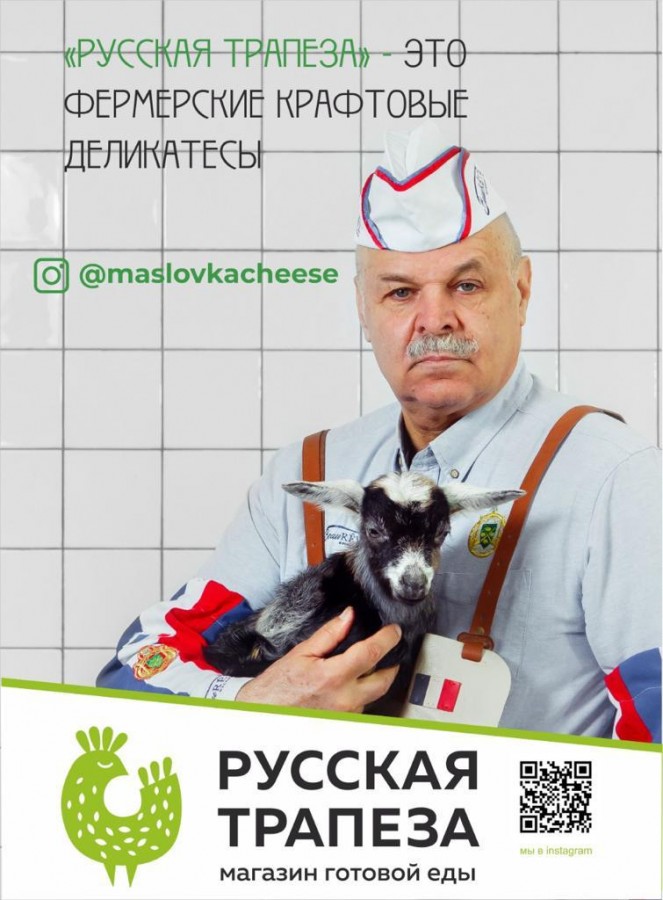 «РУССКАЯ ТРАПЕЗА» - ЭТО
ФЕРМЕРСКИЕ КРАФТОВЫЕ
ДЕЛИКАТЕСЫ
@maslovkacheese
РУССКАЯ
ТРАПЕЗА
магазин готовой еды
мы в instagram